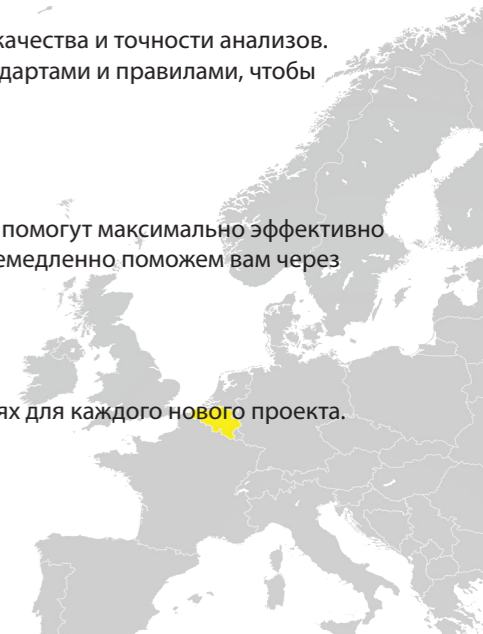 качества и точности анализов.
дартами и правилами, чтобы
помогут максимально эффективно
емедленно поможем вам через
ях для каждого нового проекта.